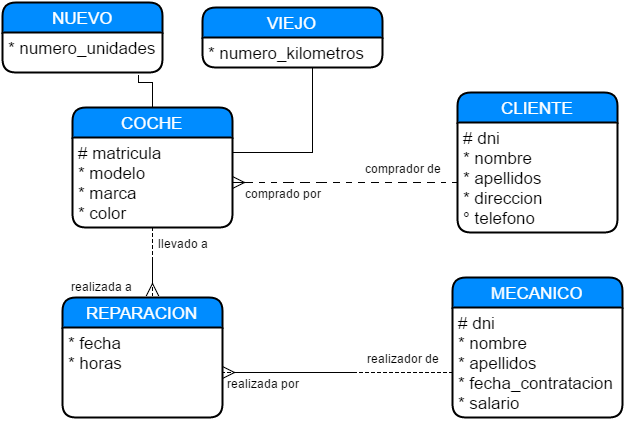 NUEVO
* numero_unidades
VIEJO
* numero_kilometros
COCHE
# matricula
* modelo
* marca
* color
CLIENTE
# dni
* nombre
* apellidos
* direccion
° telefono
comprador de
comprado por
llevado a
realizada a
REPARACION
* fecha
* horas
MECANICO
# dni
* nombre
* apellidos
* fecha_contratacion
* salario
realizador de
realizada por